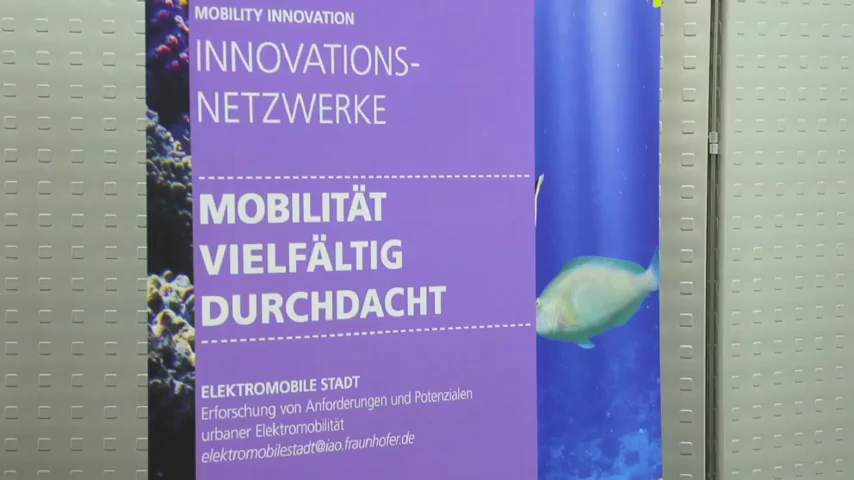 MOBILITY INNOVATION
INNOVATIONS-
NETZWERKE
MOBILITÄT
VIELFÄLTIG
DURCHDACHT
ELEKTROMOBILE STADT
Erforschung von Anforderungen und Potenzialen
urbaner Elektromobilität
elektromobilestadt@iao.fraunhofer.de